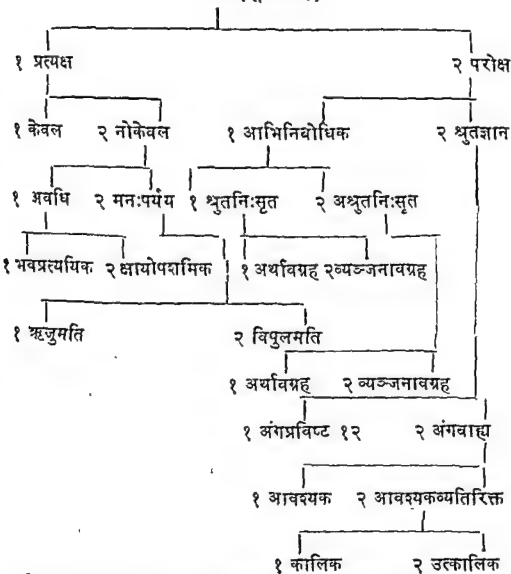 १ प्रत्यक्ष २ परोक्ष
१ केवल २ नोकेवल १ आभिनिबोधिक २ श्रुतज्ञान
१ अवधि २ मनःपर्यय १ श्रुतनिःसृत २ अश्रुतनिःसृत
१ भवप्रत्ययिक २ क्षायोपशमिक १ अर्थावग्रह २ व्यञ्जनावग्रह
१ ऋजुमति २ विपुलमति
१ अर्थावग्रह २ व्यञ्जनावग्रह
१ अंगप्रविष्ट १२ २ अंगवाह्य
१ आवश्यक २ आवश्यकव्यतिरिक्त
१ कालिक २ उत्कालिक